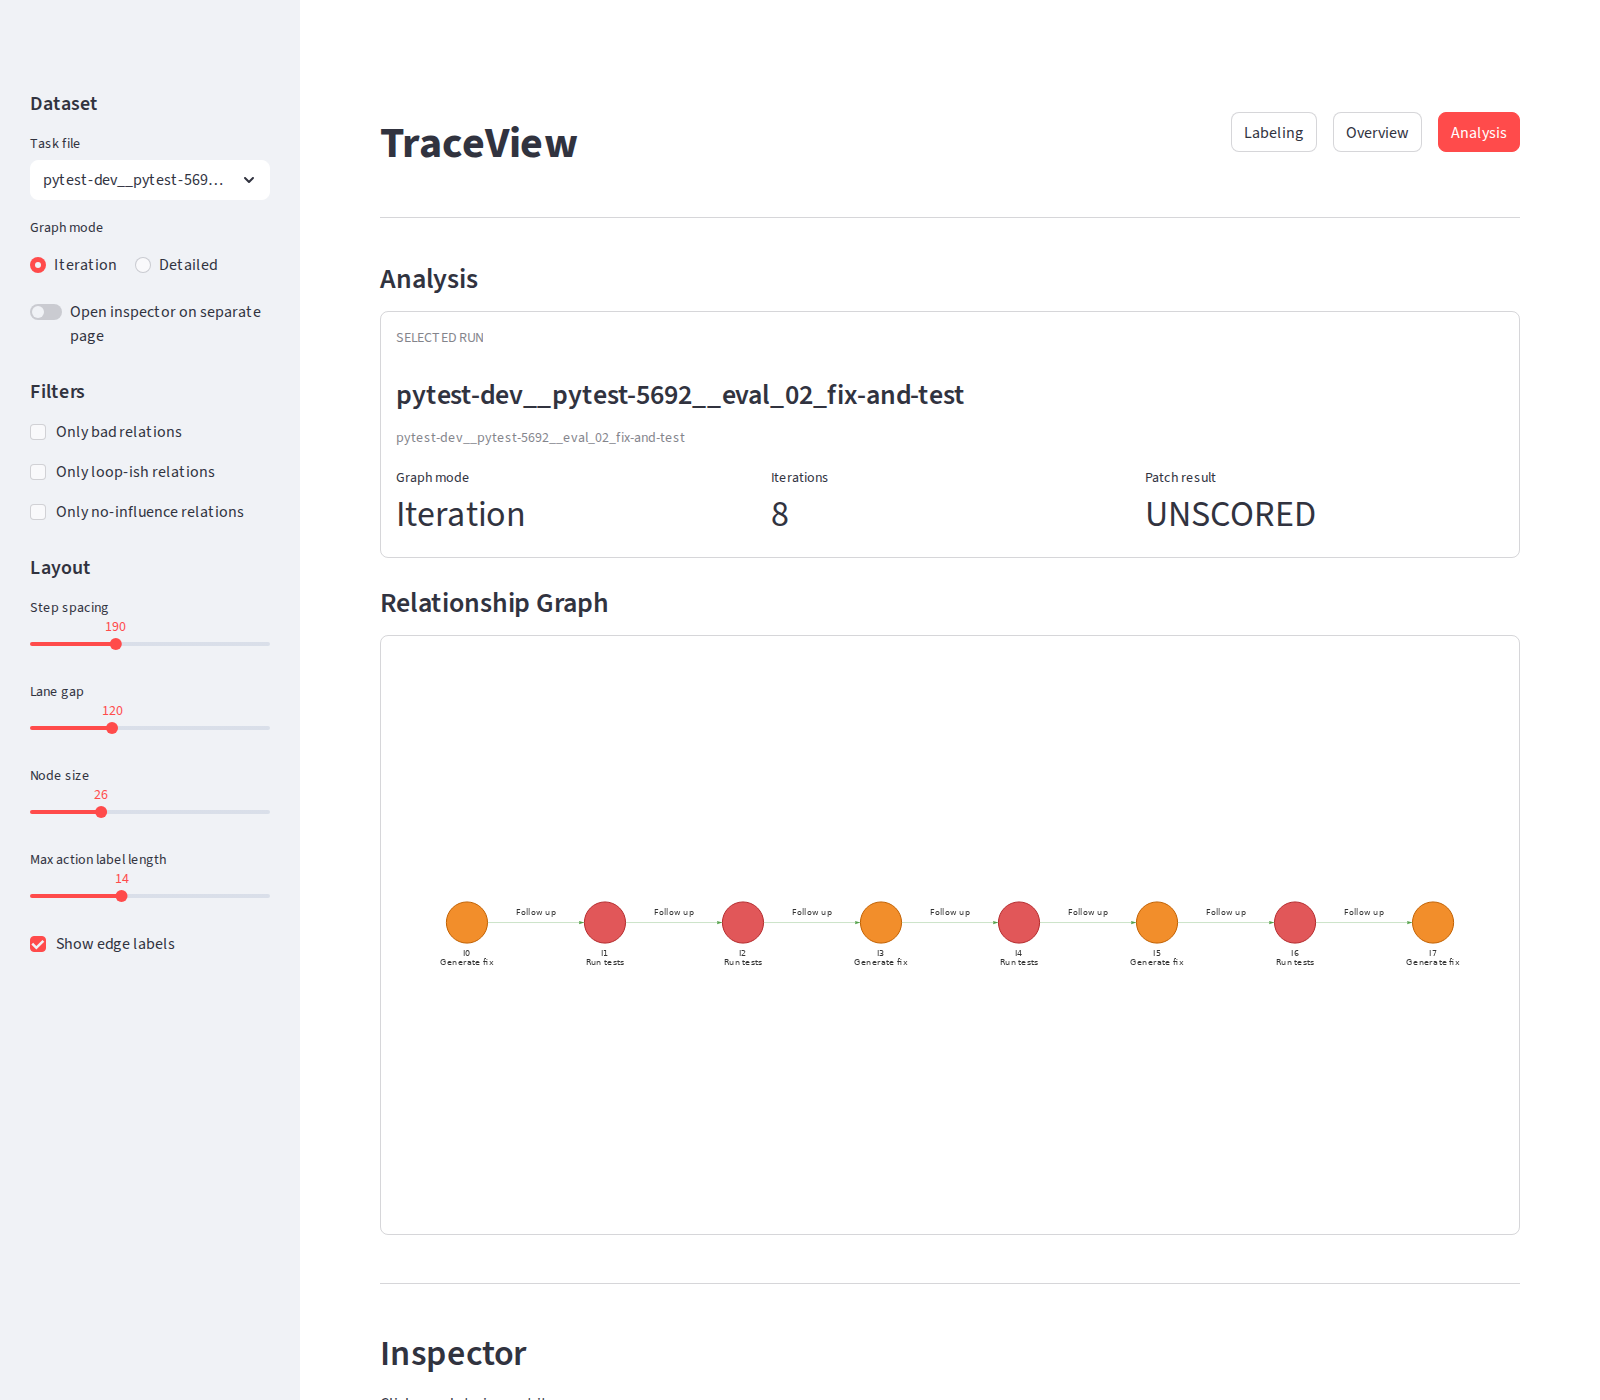 Dataset
Task file
pytest-dev__pytest-569...
Graph mode
Iteration
Detailed
Open inspector on separate
page
Filters
Only bad relations
Only loop-ish relations
Only no-influence relations
Layout
Step spacing
190
Lane gap
120
Node size
26
Max action label length
14
Show edge labels
TraceView
Labeling
Overview
Analysis
Analysis
SELECTED RUN
pytest-dev__pytest-5692__eval_02_fix-and-test
pytest-dev__pytest-5692__eval_02_fix-and-test
Graph mode
Iterations
Patch result
Iteration
8
UNSCORED
Relationship Graph
Follow up
Follow up
Follow up
Follow up
Follow up
Follow up
Follow up
I0
Generate fix
I1
Run tests
I2
Run tests
I3
Generate fix
I4
Run tests
I5
Generate fix
I6
Run tests
I7
Generate fix
Inspector